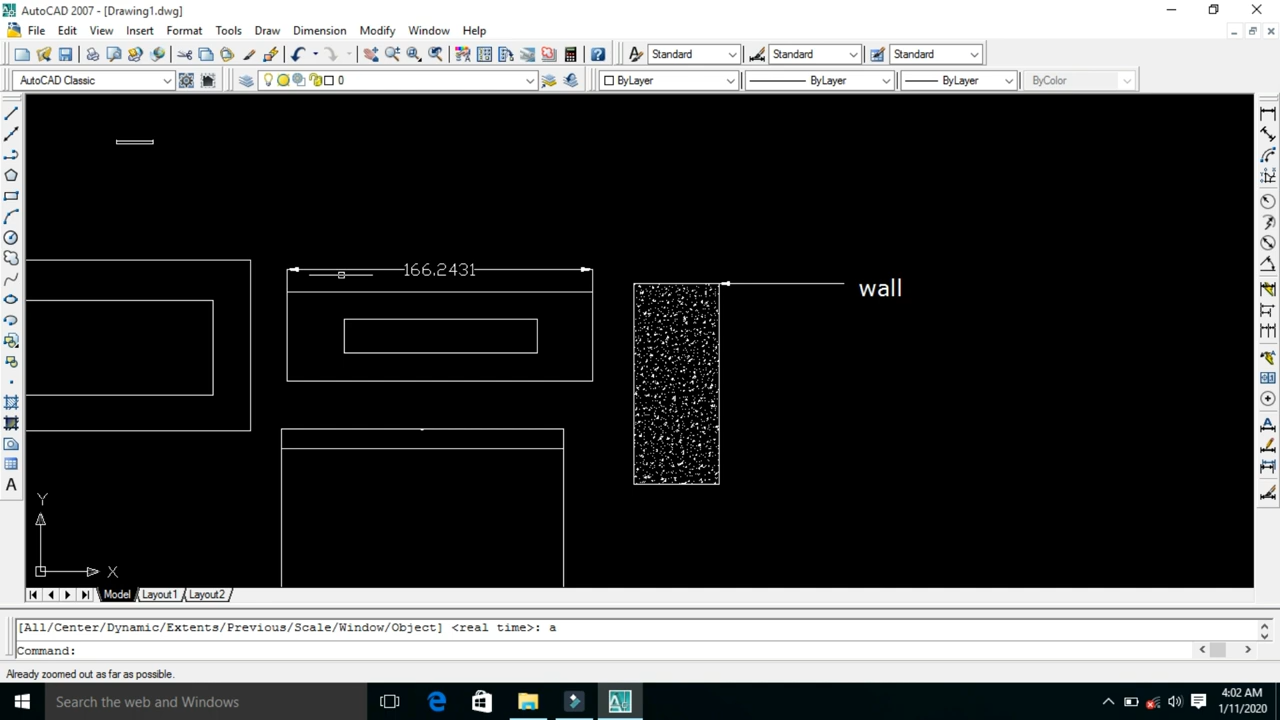 AutoCAD 2007 - [Drawing1.dwg]
File Edit View Insert Format Tools Draw Dimension Modify Window Help
Standard Standard Standard
AutoCAD Classic 0 ByLayer ByLayer ByLayer ByColor
166.2431
wall
Y
X
A
Model Layout1 Layout2
[All/Center/Dynamic/Extents/Previous/Scale/Window/Object] <real time>: a
Command:
Already zoomed out as far as possible.
Search the web and Windows
4:02 AM
1/11/2020